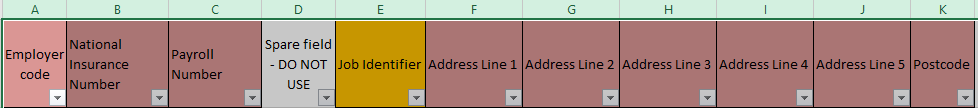 A B C D E F G H I J K
Employer code
National Insurance Number
Payroll Number
Spare field - DO NOT USE
Job Identifier
Address Line 1
Address Line 2
Address Line 3
Address Line 4
Address Line 5
Postcode